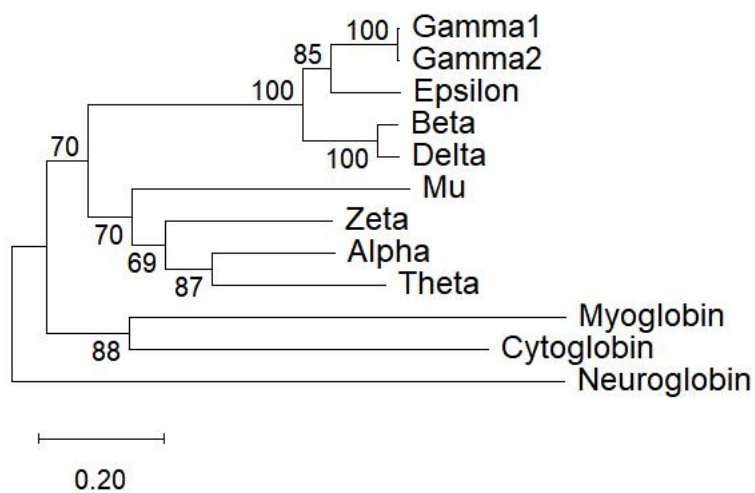 100 Gamma1
85 Gamma2
100 Epsilon
Beta
70 100 Delta
Mu
70 Zeta
69 Alpha
87 Theta
Myoglobin
88 Cytoglobin
Neuroglobin
0.20